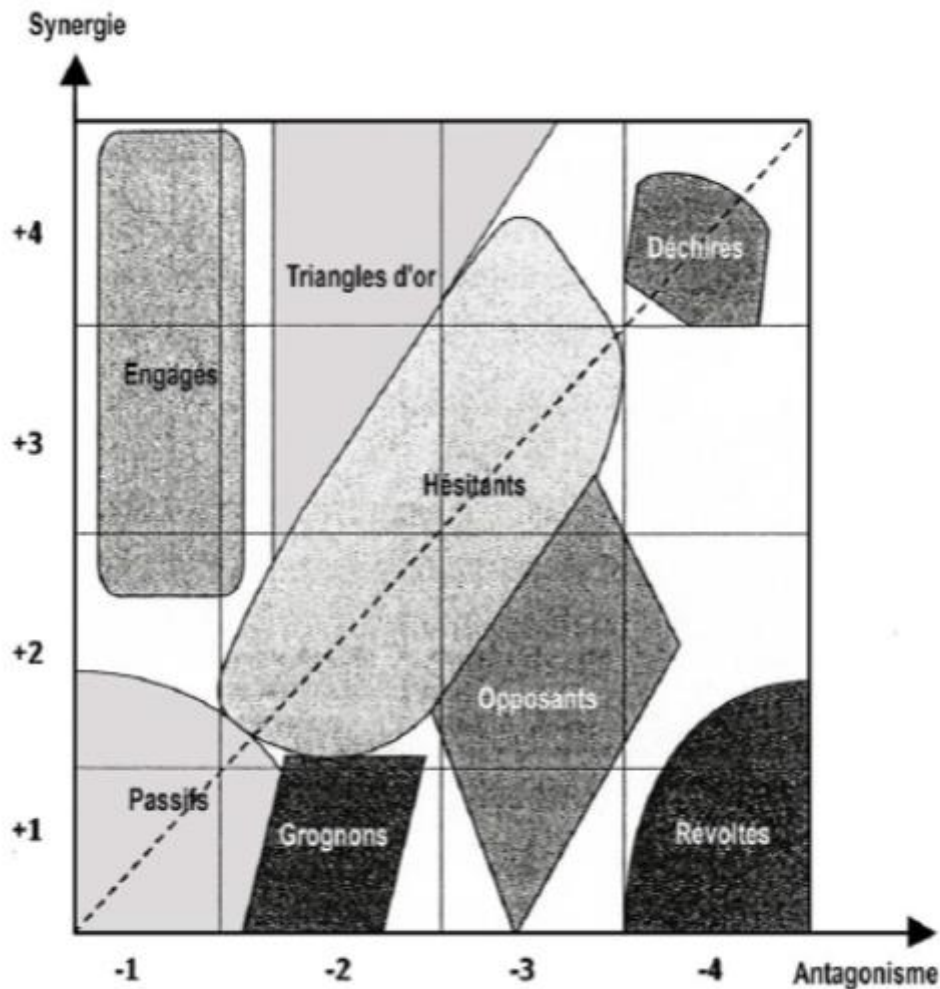 Synergie
+4
Déchirés
Triangles d'or
Engagés
+3
Hésitants
+2
Opposants
Passifs
+1
Grognons
Révoltés
-1
-2
-3
-4
Antagonisme